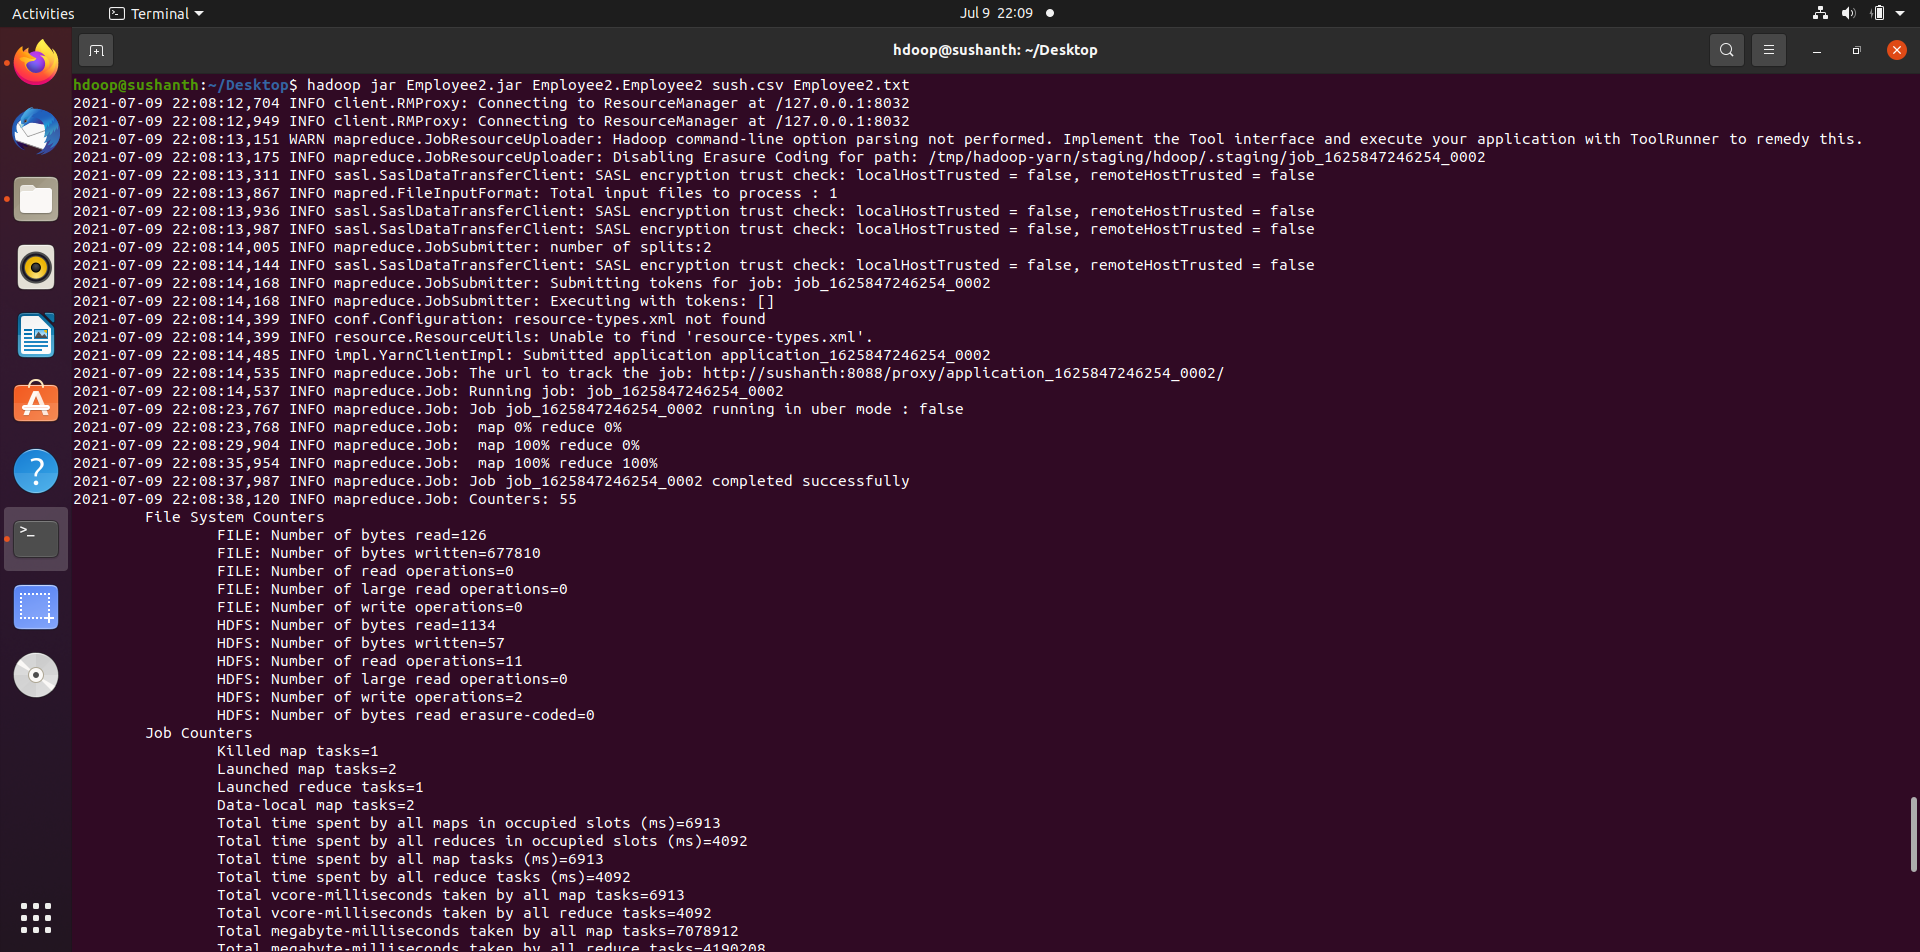 Activities
Terminal
Jul 9 22:09
hdoop@sushanth: ~/Desktop
hdoop@sushanth:~/Desktop$ hadoop jar Employee2.jar Employee2.Employee2 sush.csv Employee2.txt
2021-07-09 22:08:12,704 INFO client.RMProxy: Connecting to ResourceManager at /127.0.0.1:8032
2021-07-09 22:08:12,949 INFO client.RMProxy: Connecting to ResourceManager at /127.0.0.1:8032
2021-07-09 22:08:13,151 WARN mapreduce.JobResourceUploader: Hadoop command-line option parsing not performed. Implement the Tool interface and execute your application with ToolRunner to remedy this.
2021-07-09 22:08:13,175 INFO mapreduce.JobResourceUploader: Disabling Erasure Coding for path: /tmp/hadoop-yarn/staging/hdoop/.staging/job_1625847246254_0002
2021-07-09 22:08:13,311 INFO sasl.SaslDataTransferClient: SASL encryption trust check: localHostTrusted = false, remoteHostTrusted = false
2021-07-09 22:08:13,867 INFO mapred.FileInputFormat: Total input files to process : 1
2021-07-09 22:08:13,936 INFO sasl.SaslDataTransferClient: SASL encryption trust check: localHostTrusted = false, remoteHostTrusted = false
2021-07-09 22:08:13,987 INFO sasl.SaslDataTransferClient: SASL encryption trust check: localHostTrusted = false, remoteHostTrusted = false
2021-07-09 22:08:14,005 INFO mapreduce.JobSubmitter: number of splits:2
2021-07-09 22:08:14,144 INFO sasl.SaslDataTransferClient: SASL encryption trust check: localHostTrusted = false, remoteHostTrusted = false
2021-07-09 22:08:14,168 INFO mapreduce.JobSubmitter: Submitting tokens for job: job_1625847246254_0002
2021-07-09 22:08:14,168 INFO mapreduce.JobSubmitter: Executing with tokens: []
2021-07-09 22:08:14,399 INFO conf.Configuration: resource-types.xml not found
2021-07-09 22:08:14,399 INFO resource.ResourceUtils: Unable to find 'resource-types.xml'.
2021-07-09 22:08:14,485 INFO impl.YarnClientImpl: Submitted application application_1625847246254_0002
2021-07-09 22:08:14,535 INFO mapreduce.Job: The url to track the job: http://sushanth:8088/proxy/application_1625847246254_0002/
2021-07-09 22:08:14,537 INFO mapreduce.Job: Running job: job_1625847246254_0002
2021-07-09 22:08:23,767 INFO mapreduce.Job: Job job_1625847246254_0002 running in uber mode : false
2021-07-09 22:08:23,768 INFO mapreduce.Job:  map 0% reduce 0%
2021-07-09 22:08:29,904 INFO mapreduce.Job:  map 100% reduce 0%
2021-07-09 22:08:35,954 INFO mapreduce.Job:  map 100% reduce 100%
2021-07-09 22:08:37,987 INFO mapreduce.Job: Job job_1625847246254_0002 completed successfully
2021-07-09 22:08:38,120 INFO mapreduce.Job: Counters: 55
File System Counters
FILE: Number of bytes read=126
FILE: Number of bytes written=677810
FILE: Number of read operations=0
FILE: Number of large read operations=0
FILE: Number of write operations=0
HDFS: Number of bytes read=1134
HDFS: Number of bytes written=57
HDFS: Number of read operations=11
HDFS: Number of large read operations=0
HDFS: Number of write operations=2
HDFS: Number of bytes read erasure-coded=0
Job Counters
Killed map tasks=1
Launched map tasks=2
Launched reduce tasks=1
Data-local map tasks=2
Total time spent by all maps in occupied slots (ms)=6913
Total time spent by all reduces in occupied slots (ms)=4092
Total time spent by all map tasks (ms)=6913
Total time spent by all reduce tasks (ms)=4092
Total vcore-milliseconds taken by all map tasks=6913
Total vcore-milliseconds taken by all reduce tasks=4092
Total megabyte-milliseconds taken by all map tasks=7078912
Total megabyte-milliseconds taken by all reduce tasks=4190208